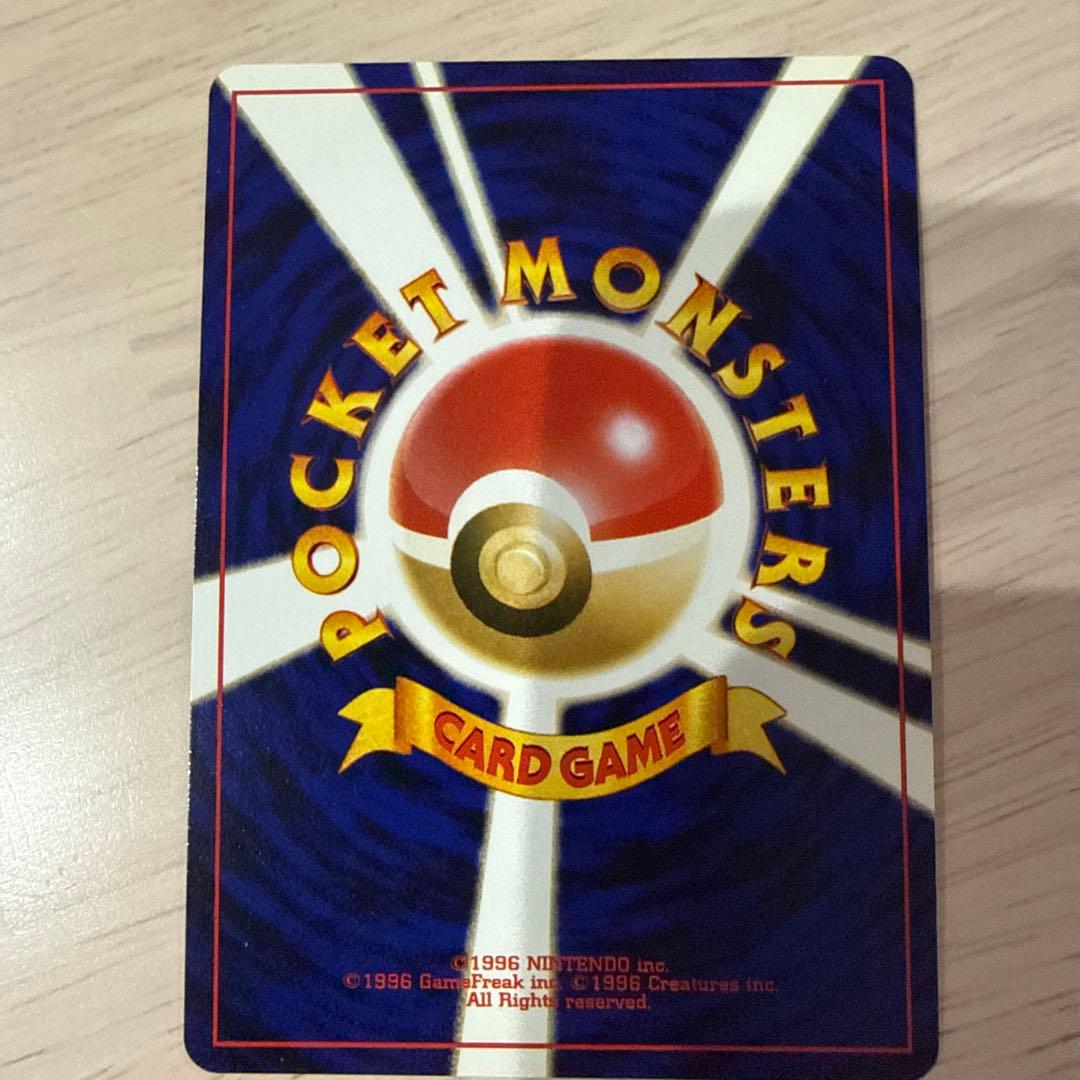 POCKET MONSTERS
CARD GAME
©1996 NINTENDO inc.
©1996 GameFreak inc. ©1996 Creatures inc.
All Rights reserved.